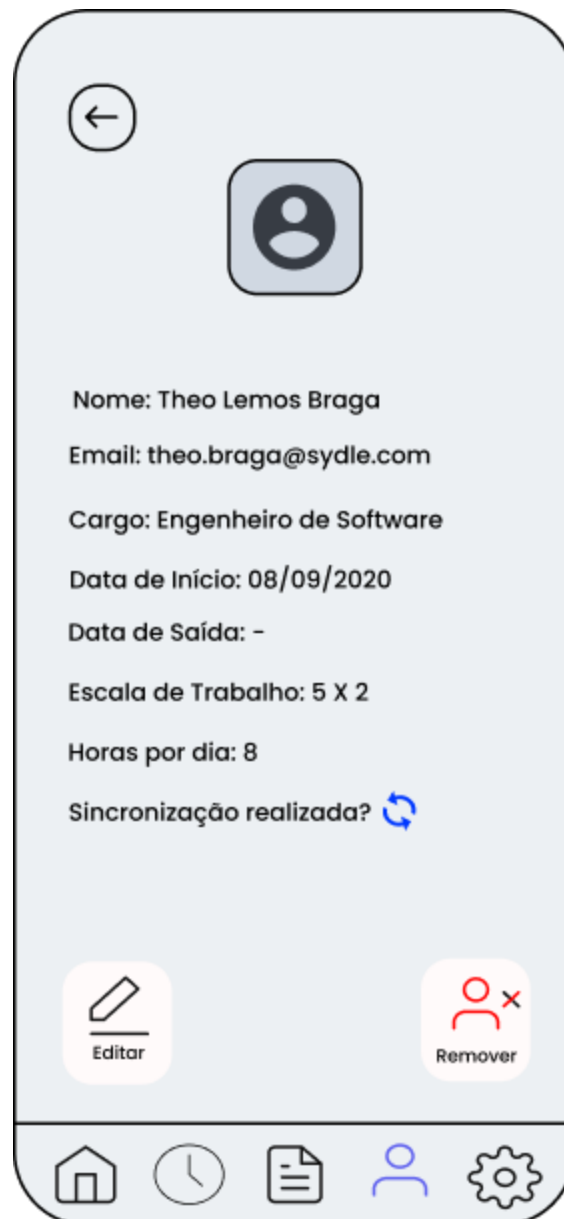 Nome: Theo Lemos Braga
Email: theo.braga@sydle.com
Cargo: Engenheiro de Software
Data de Início: 08/09/2020
Data de Saída: -
Escala de Trabalho: 5 X 2
Horas por dia: 8
Sincronização realizada?
Editar
Remover